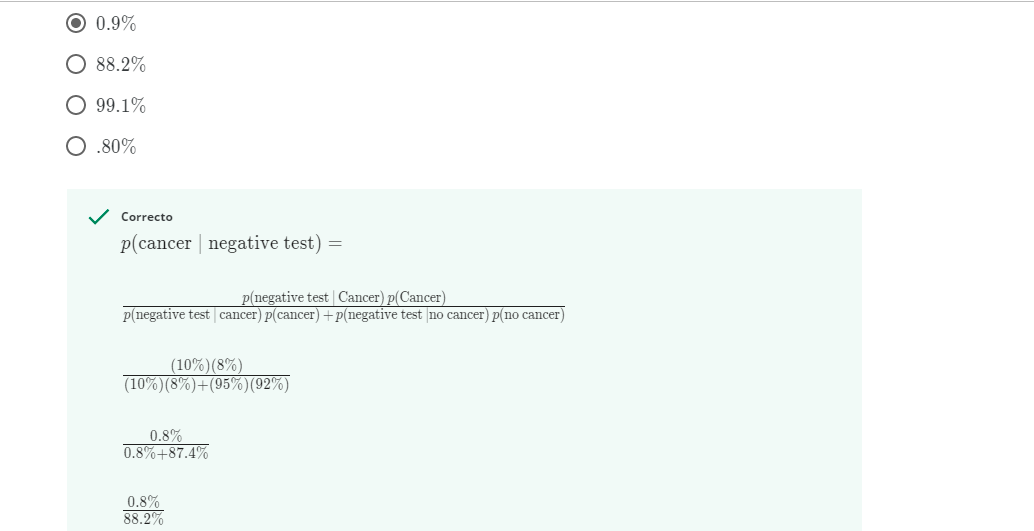 0.9%
88.2%
99.1%
.80%
Correcto
p(cancer | negative test) =
p(negative test | Cancer) p(Cancer)
p(negative test | cancer) p(cancer) + p(negative test |no cancer) p(no cancer)
(10%)(8%)
(10%)(8%)+(95%)(92%)
0.8%
0.8%+87.4%
0.8%
88.2%